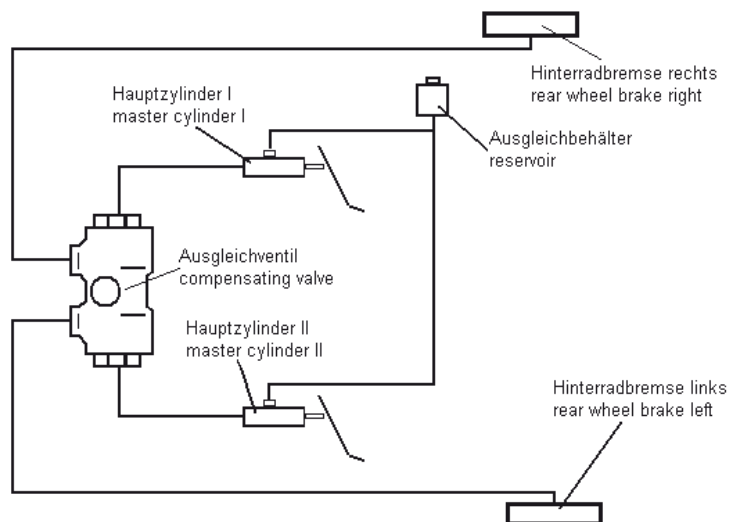 Hinterradbremse rechts
rear wheel brake right
Hauptzylinder I
master cylinder I
Ausgleichbehälter
reservoir
Ausgleichventil
compensating valve
Hauptzylinder II
master cylinder II
Hinterradbremse links
rear wheel brake left